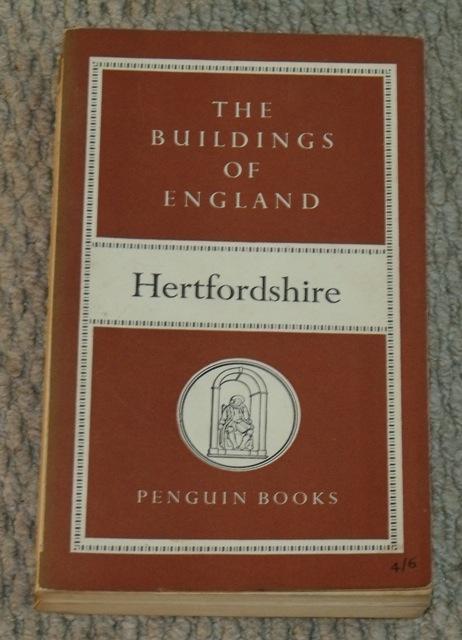 THE
BUILDINGS
OF
ENGLAND
Hertfordshire
PENGUIN BOOKS
4/6